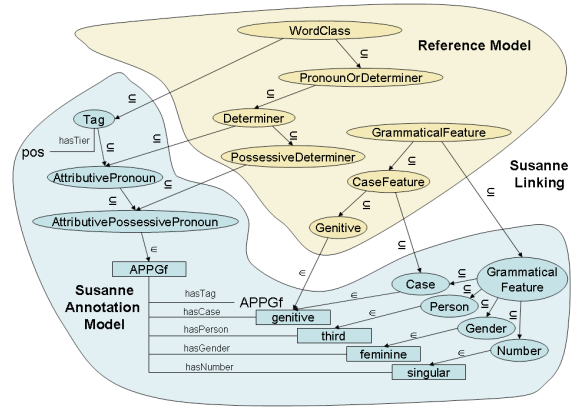 WordClass
Reference Model
⊆
PronounOrDeterminer
⊆
⊆
⊆
Tag
Determiner
GrammaticalFeature
hasTier
⊆
⊆
⊆
pos
PossessiveDeterminer
⊆
Susanne
Linking
AttributivePronoun
⊆
CaseFeature
⊆
⊆
⊆
AttributivePossessivePronoun
Genitive
∈
⊆
APPGf
∈
Case
⊆
Grammatical
Feature
Susanne
Annotation
Model
hasTag
APPGf
∈
Person
⊆
hasCase
genitive
∈
⊆
⊆
hasPerson
third
Gender
hasGender
feminine
∈
Number
hasNumber
singular
∈